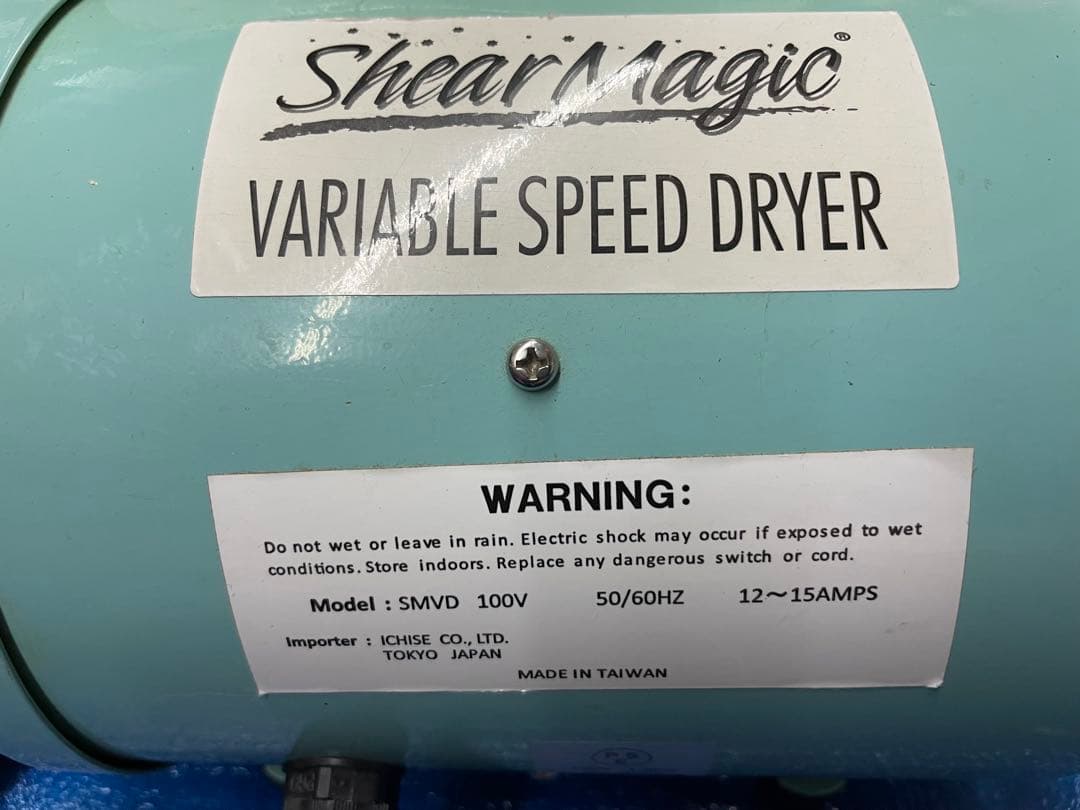 Shear Magic®
VARIABLE SPEED DRYER
WARNING:
Do not wet or leave in rain. Electric shock may occur if exposed to wet
conditions. Store indoors. Replace any dangerous switch or cord.
Model : SMVD 100V 50/60HZ 12～15AMPS
Importer : ICHISE CO., LTD.
TOKYO JAPAN
MADE IN TAIWAN